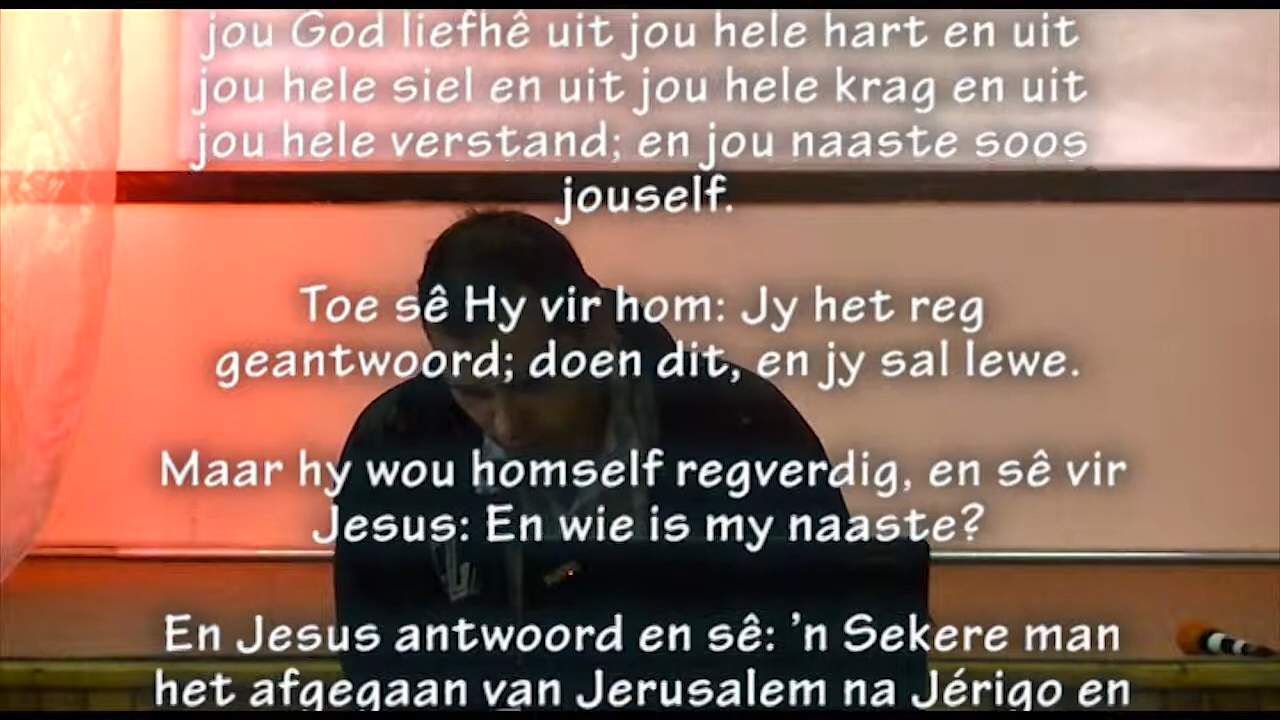 jou God liefhê uit jou hele hart en uit
jou hele siel en uit jou hele krag en uit
jou hele verstand; en jou naaste soos
jouself.
Toe sê Hy vir hom: Jy het reg
geantwoord; doen dit, en jy sal lewe.
Maar hy wou homself regverdig, en sê vir
Jesus: En wie is my naaste?
En Jesus antwoord en sê: 'n Sekere man
het afgegaan van Jerusalem na Jérigo en